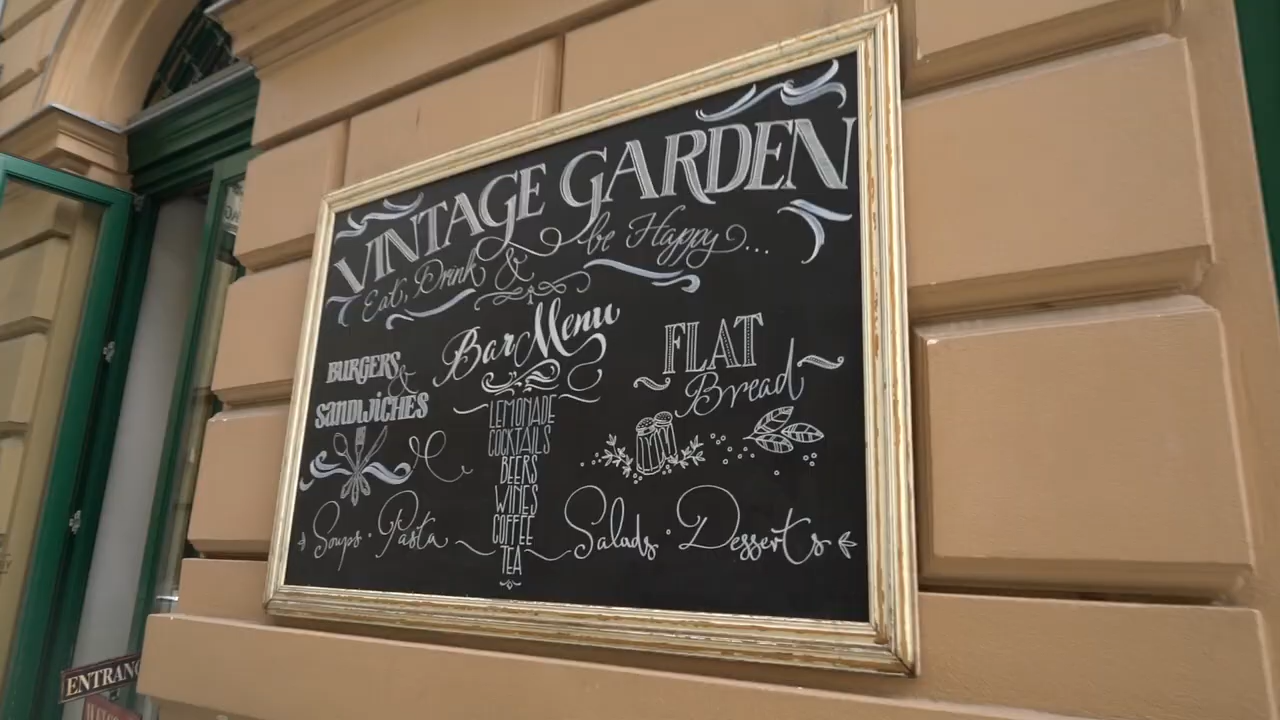 VINTAGE GARDEN
Eat, Drink & be Happy...
Bar Menu
BURGERS
&
SANDWICHES
FLAT
Bread
LEMONADE
COCKTAILS
BEERS
WINES
COFFEE
TEA
Soups · Pasta
Salads · Desserts